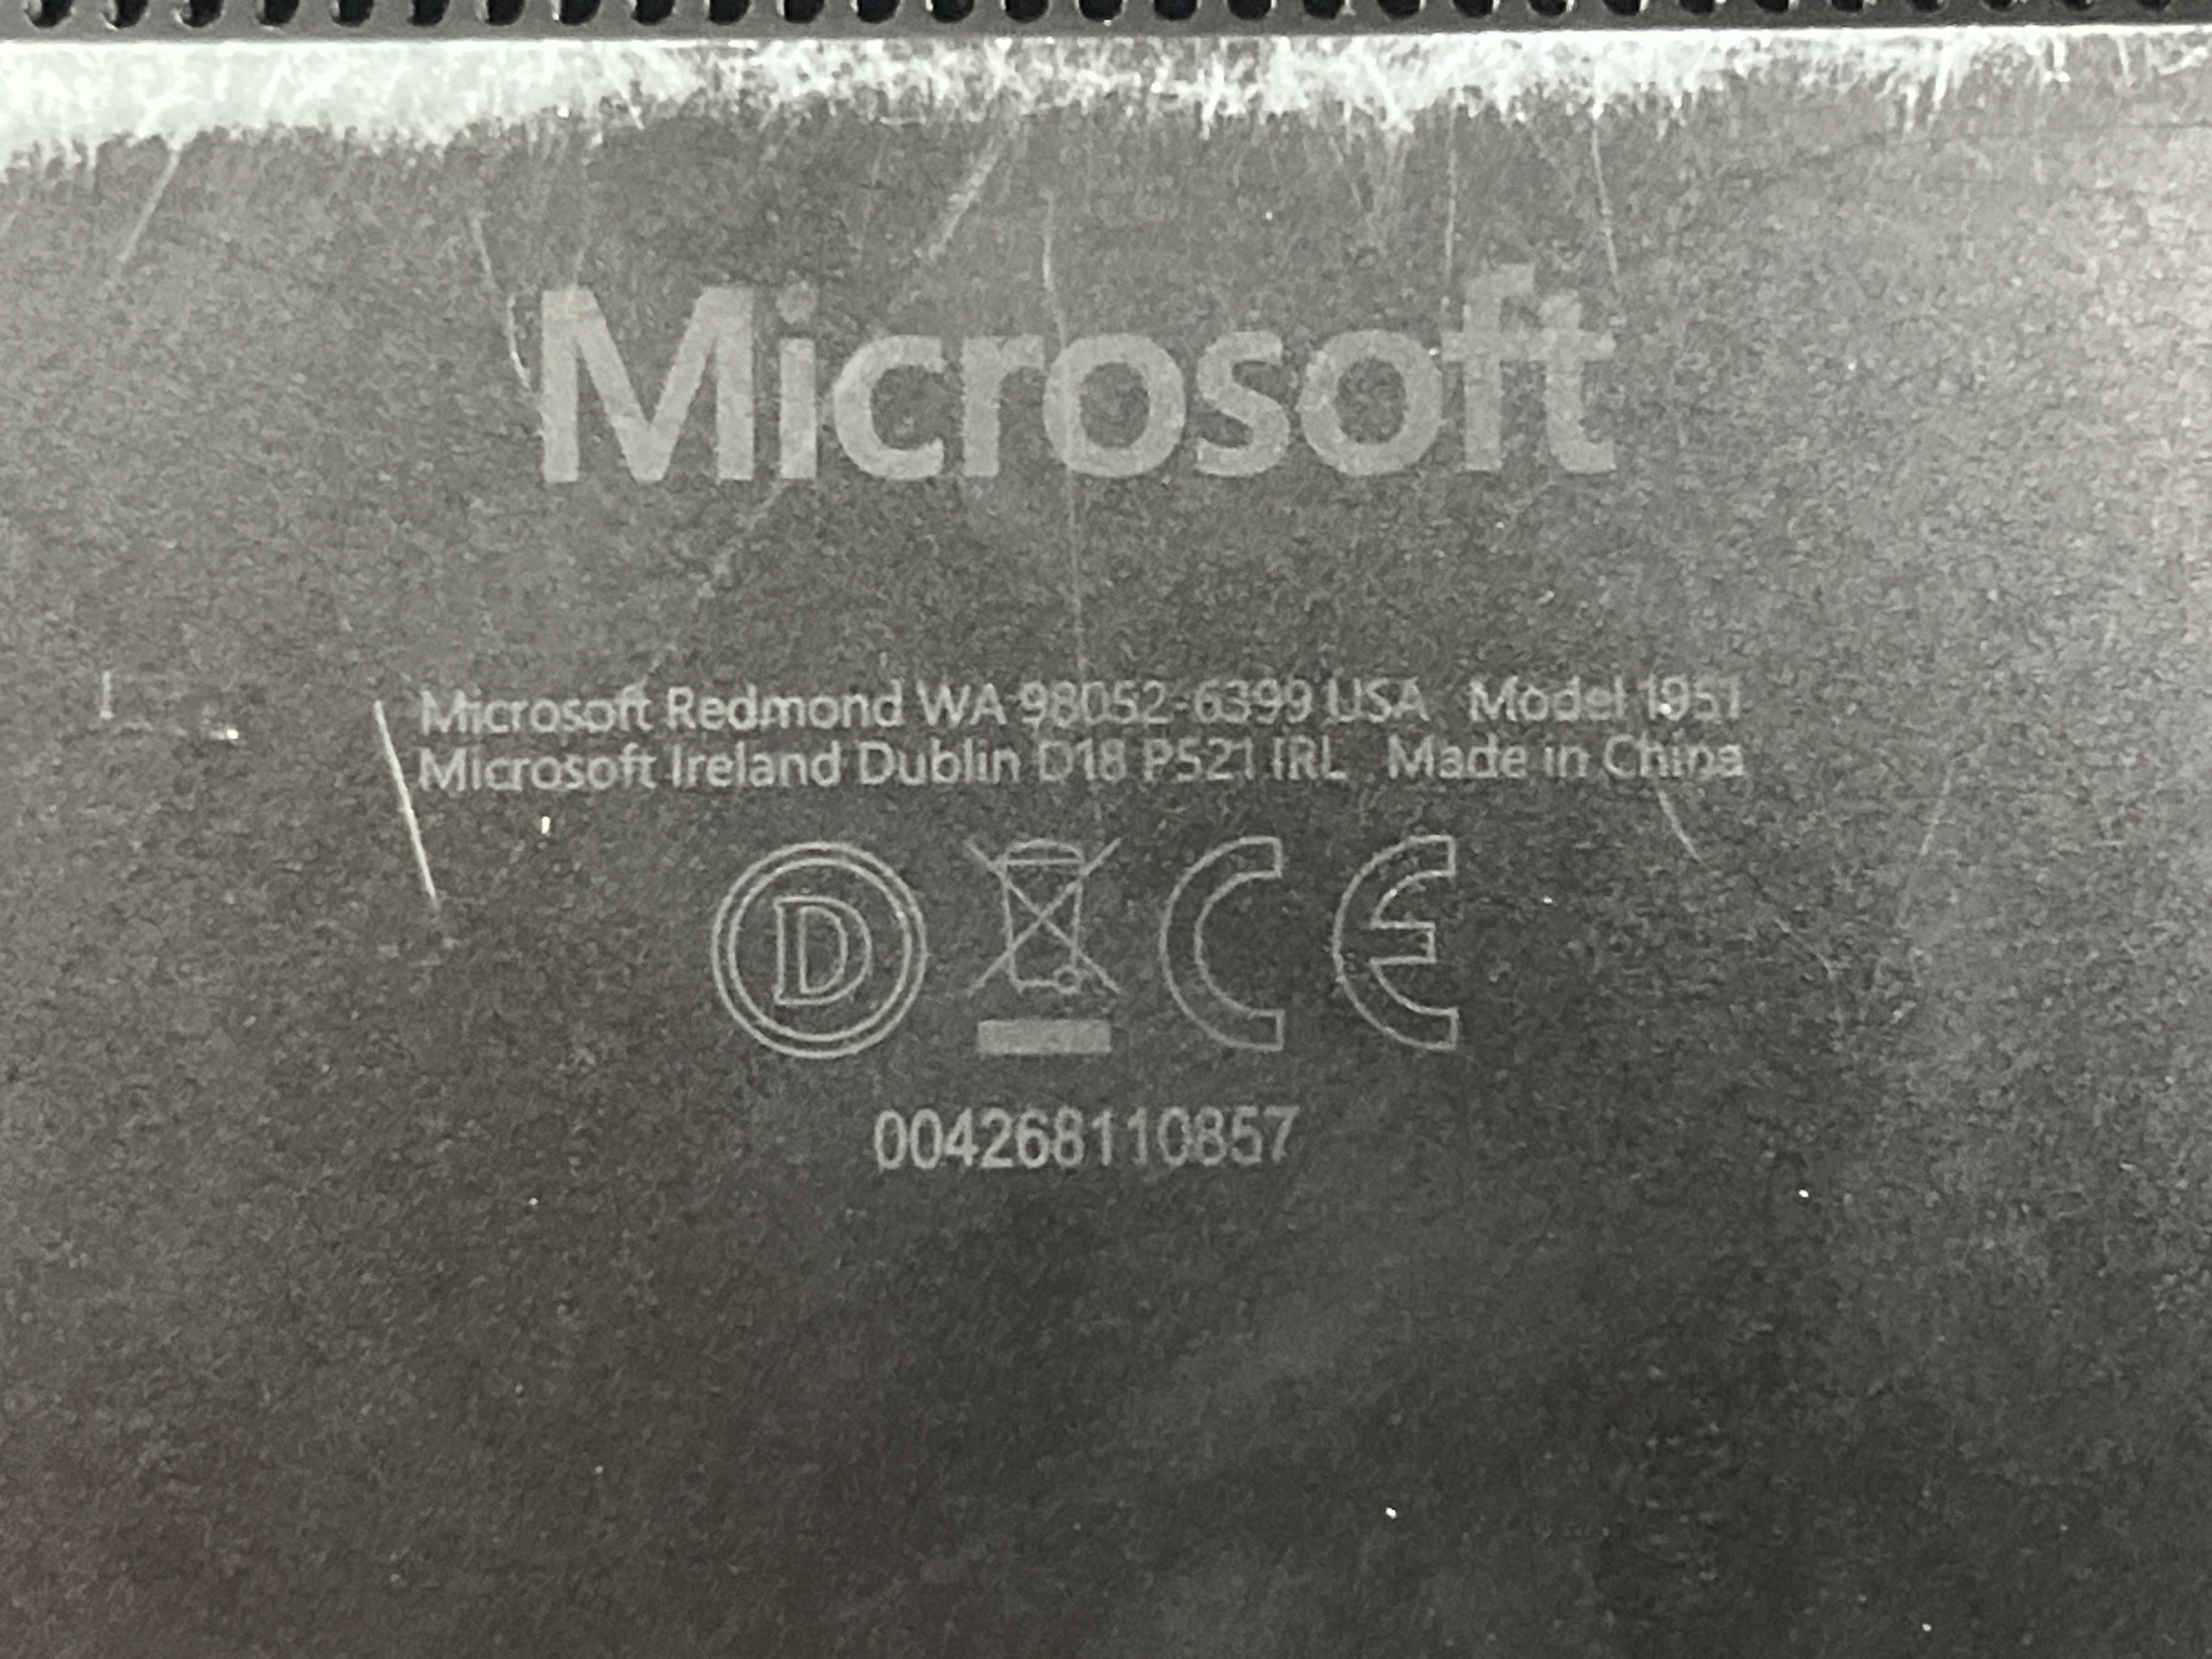 Microsoft
Microsoft Redmond WA 98052-6399 USA Model 1951
Microsoft Ireland Dublin D18 P521 IRL Made in China
D CE
004268110857